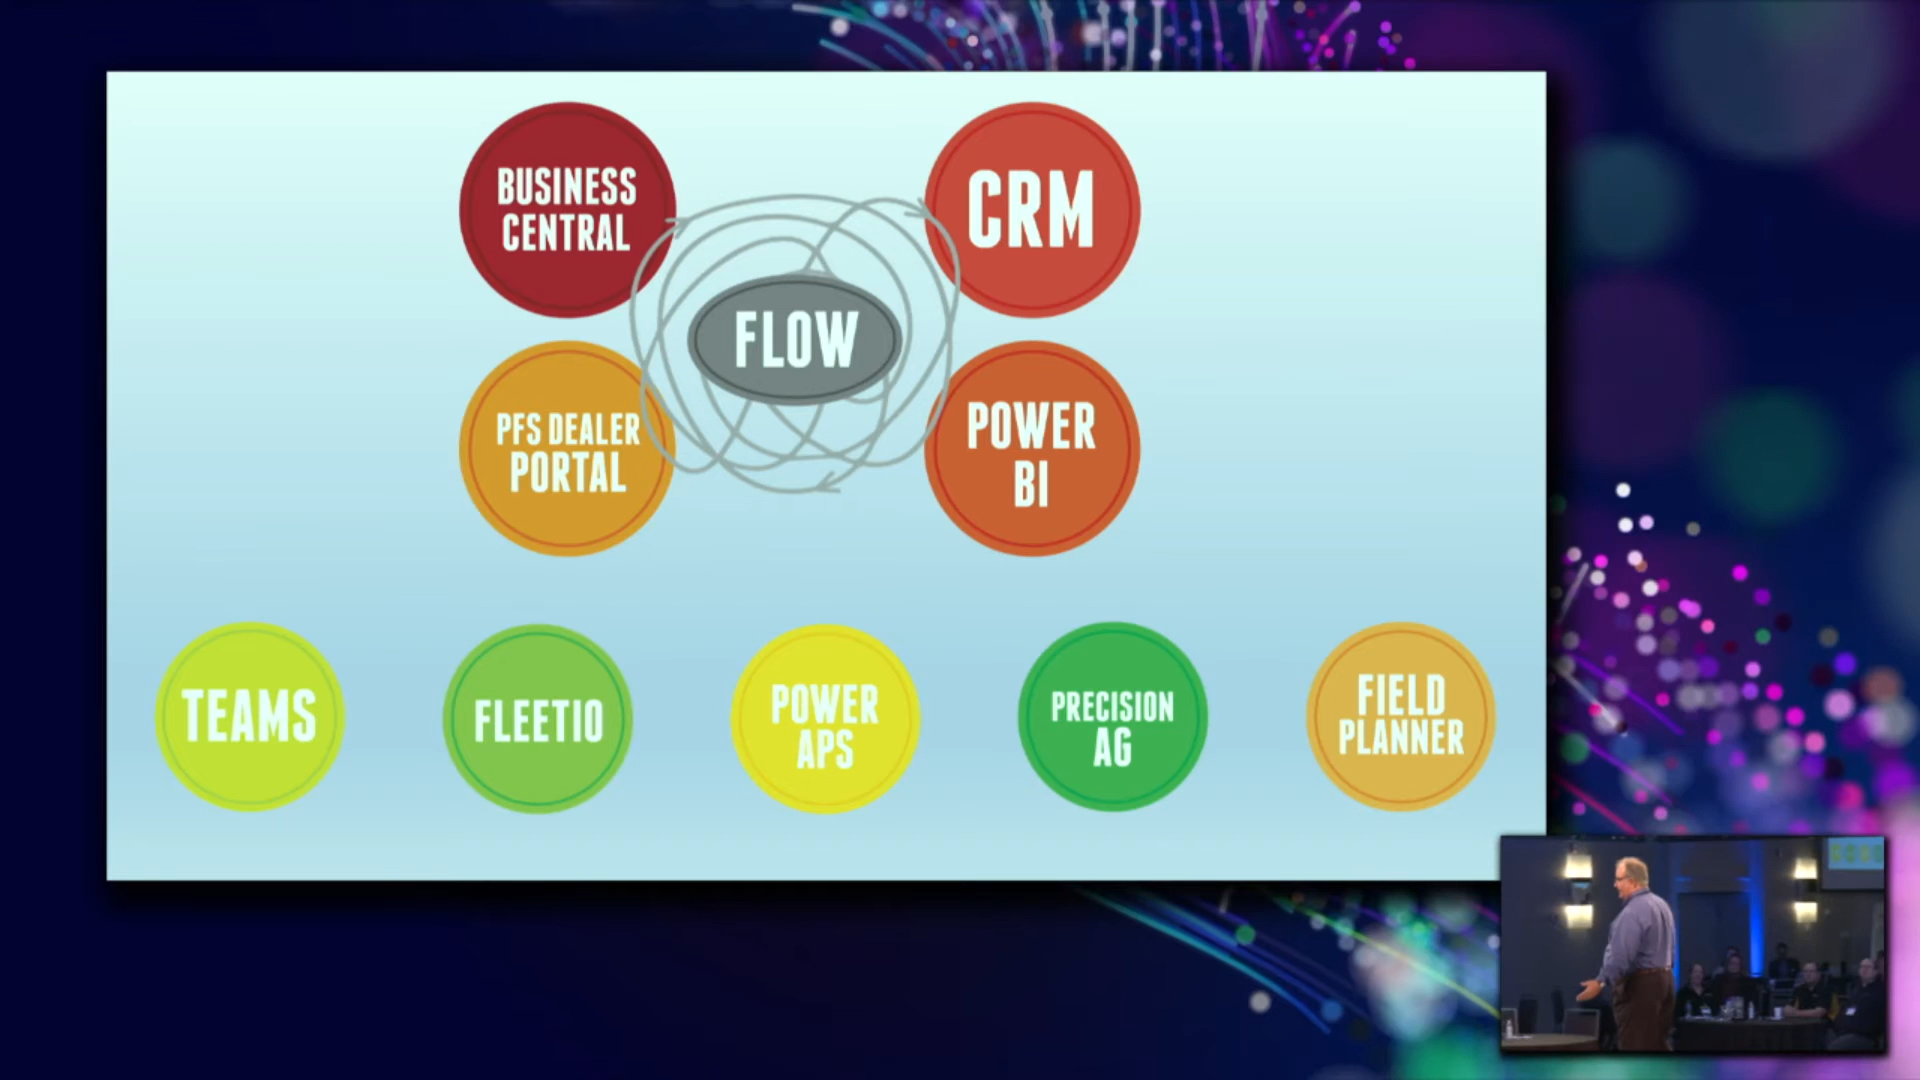 BUSINESS
CENTRAL
CRM
FLOW
PFS DEALER
PORTAL
POWER
BI
TEAMS
FLEETIO
POWER
APS
PRECISION
AG
FIELD
PLANNER